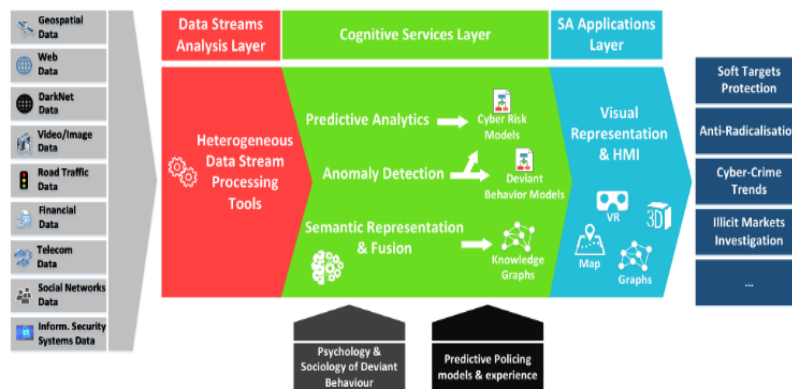 Geospatial
Data
Web
Data
DarkNet
Data
Video/Image
Data
Road Traffic
Data
Financial
Data
Telecom
Data
Social Networks
Data
Inform. Security
Systems Data
Data Streams
Analysis Layer
Heterogeneous
Data Stream
Processing
Tools
Cognitive Services Layer
Predictive Analytics
Cyber Risk
Models
Anomaly Detection
Deviant
Behavior Models
Semantic Representation
& Fusion
Knowledge
Graphs
SA Applications
Layer
Visual
Representation
& HMI
VR
3D
Map
Graphs
Soft Targets
Protection
Anti-Radicalisatio
Cyber-Crime
Trends
Illicit Markets
Investigation
...
Psychology &
Sociology of Deviant
Behaviour
Predictive Policing
models & experience